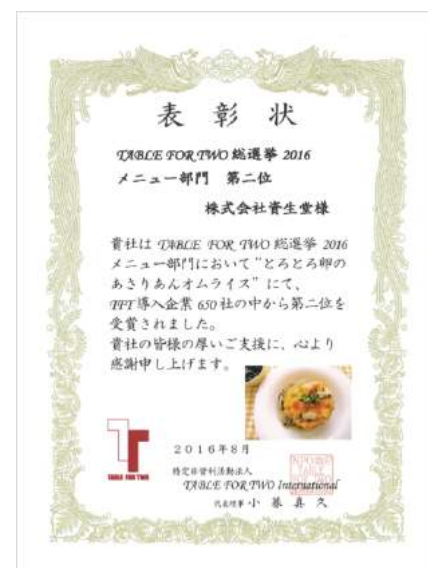 表彰状
TABLE FOR TWO 総選挙 2016
メニュー部門 第二位
株式会社資生堂様
貴社は TABLE FOR TWO 総選挙 2016
メニュー部門において“とろとろ卵の
あさりあんオムライス”にて、
TFT導入企業 650社の中から第二位を
受賞されました。
貴社の皆様の厚いご支援に、心より
感謝申し上げます。
TABLE FOR TWO
2016年8月
特定非営利活動法人
TABLE FOR TWO International
代表理事 小暮真久